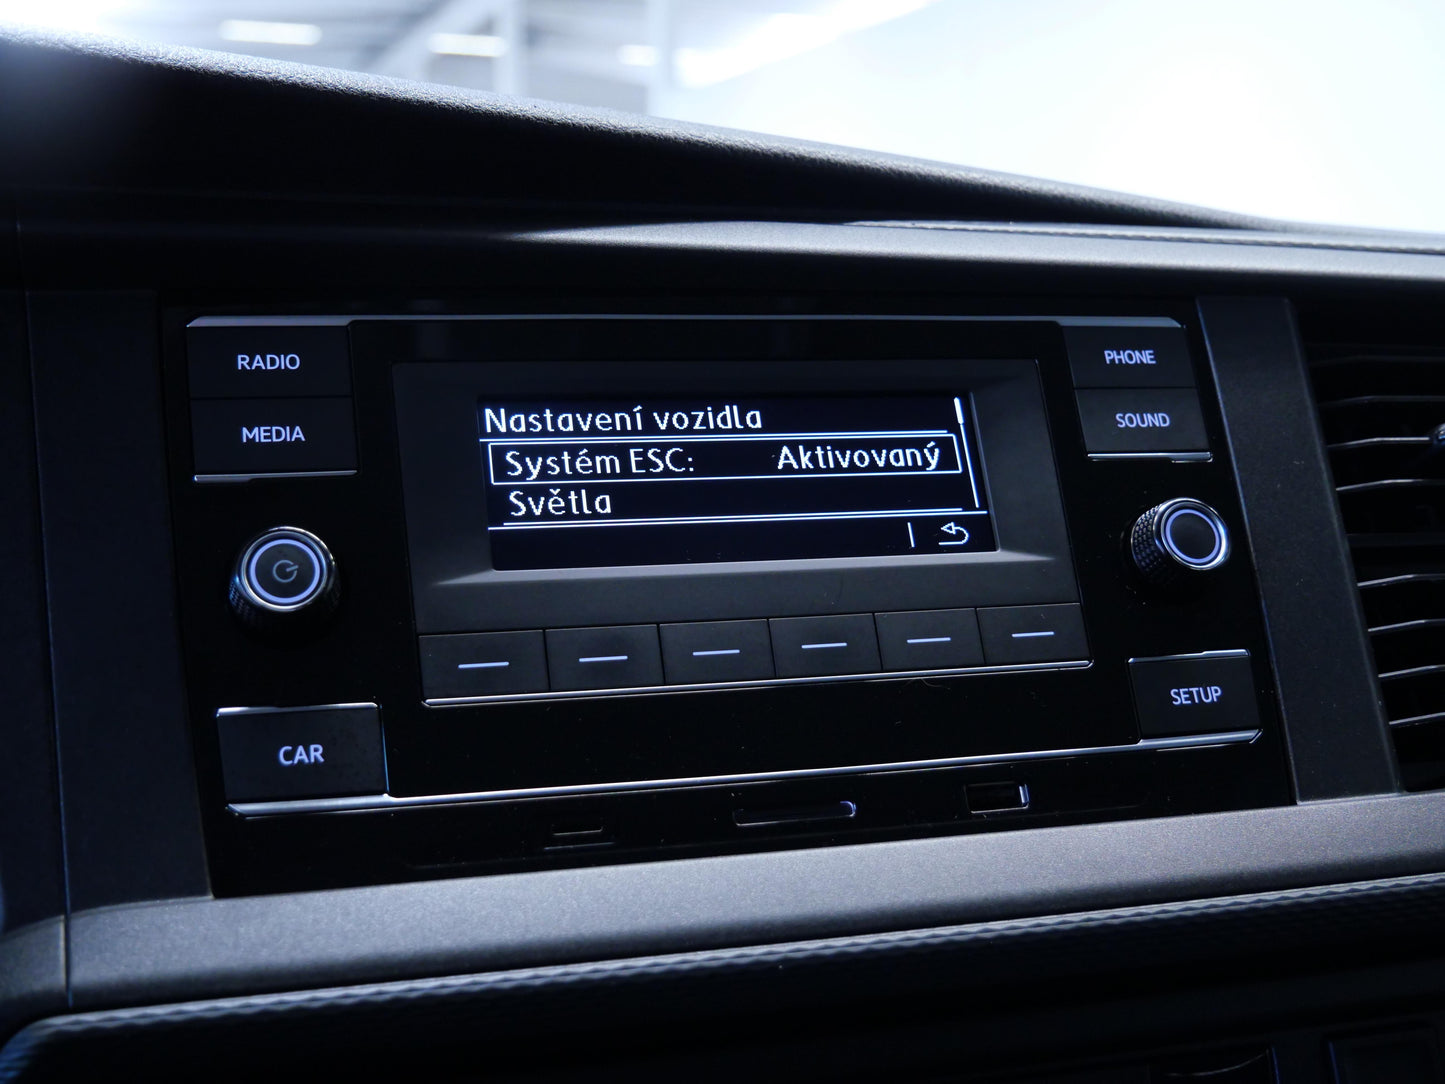 RADIO
MEDIA
CAR
Nastavení vozidla
Systém ESC: Aktivovaný
Světla
PHONE
SOUND
SETUP